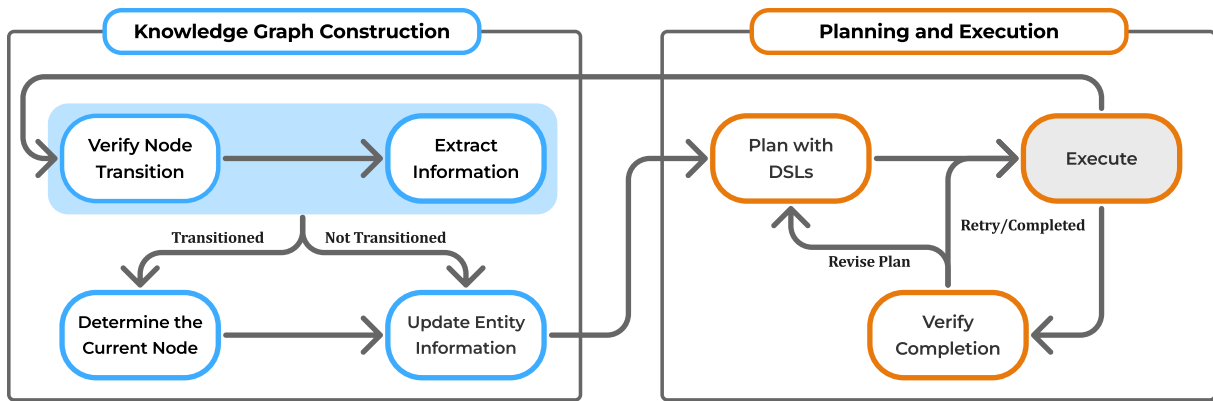 Knowledge Graph Construction
Planning and Execution
Verify Node
Transition
Extract
Information
Plan with
DSLs
Execute
Transitioned
Not Transitioned
Retry/Completed
Revise Plan
Determine the
Current Node
Update Entity
Information
Verify
Completion